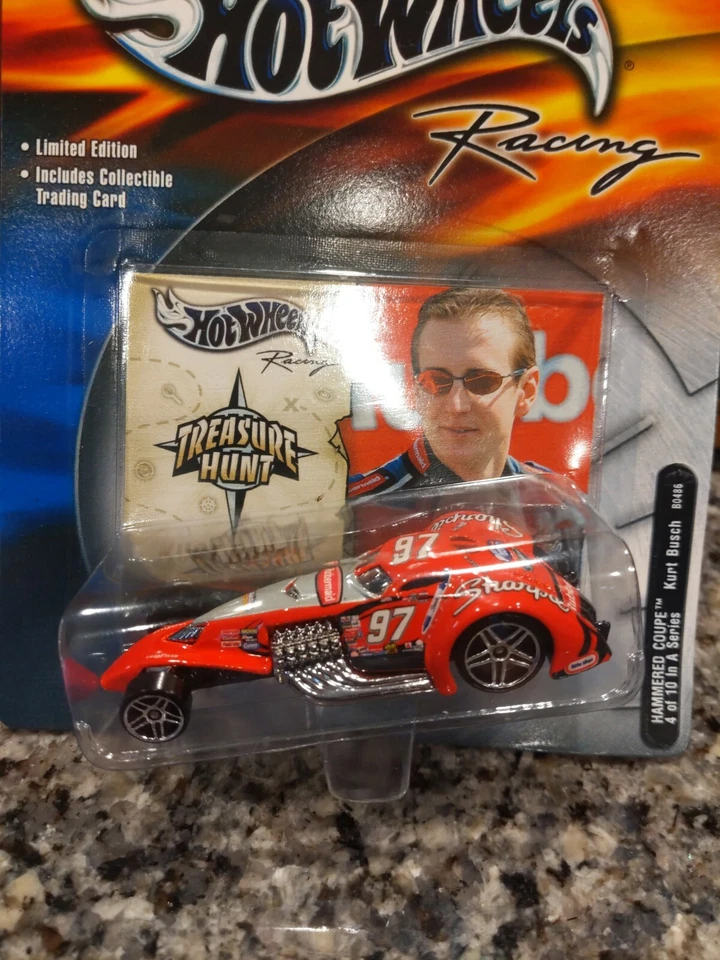 HOT WHEELS
®
Racing
• Limited Edition
• Includes Collectible
Trading Card
HOT WHEELS
Racing
TREASURE
HUNT
X
97
Sharpie
97
HAMMERED COUPE™ Kurt Busch B0486
4 of 10 In A Series